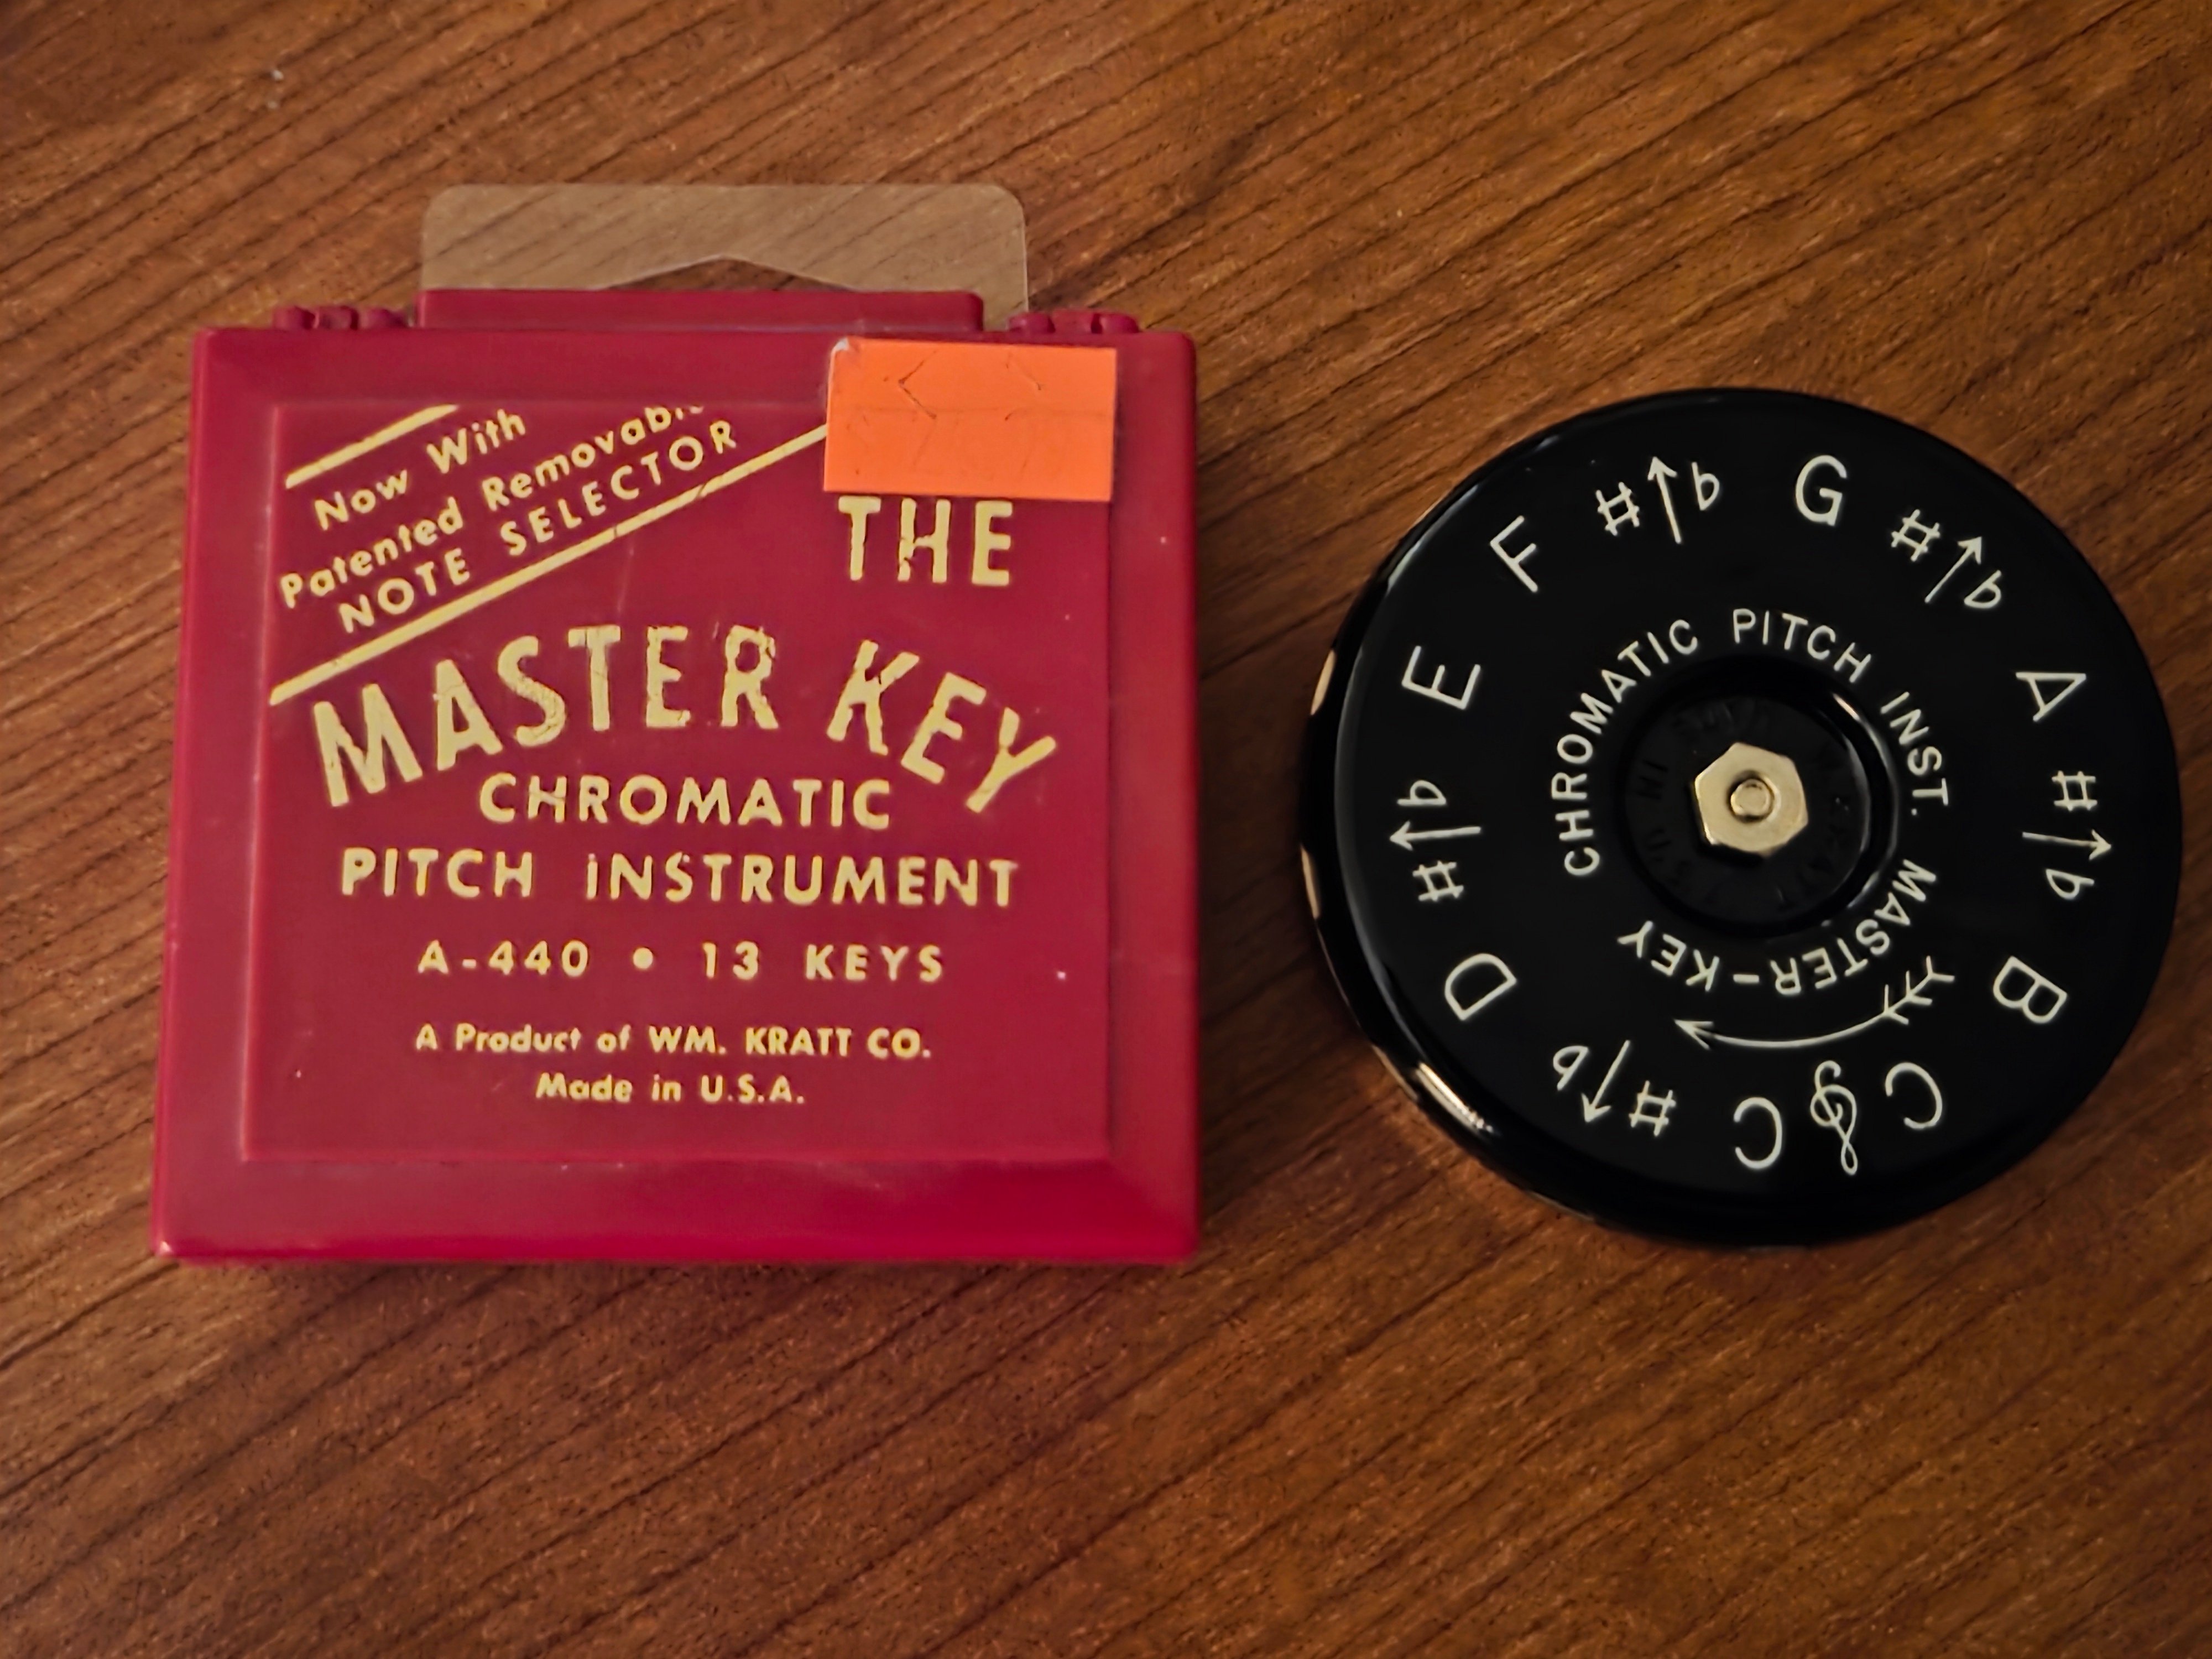 Now With
Patented Removable
NOTE SELECTOR
THE
MASTER KEY
CHROMATIC
PITCH INSTRUMENT
A-440 • 13 KEYS
A Product of WM. KRATT CO.
Made in U.S.A.
C ♯↑♭ D ♯↑♭ E F ♯↑♭ G ♯↑♭ A ♯↑♭ B C
CHROMATIC PITCH INST.
MASTER-KEY